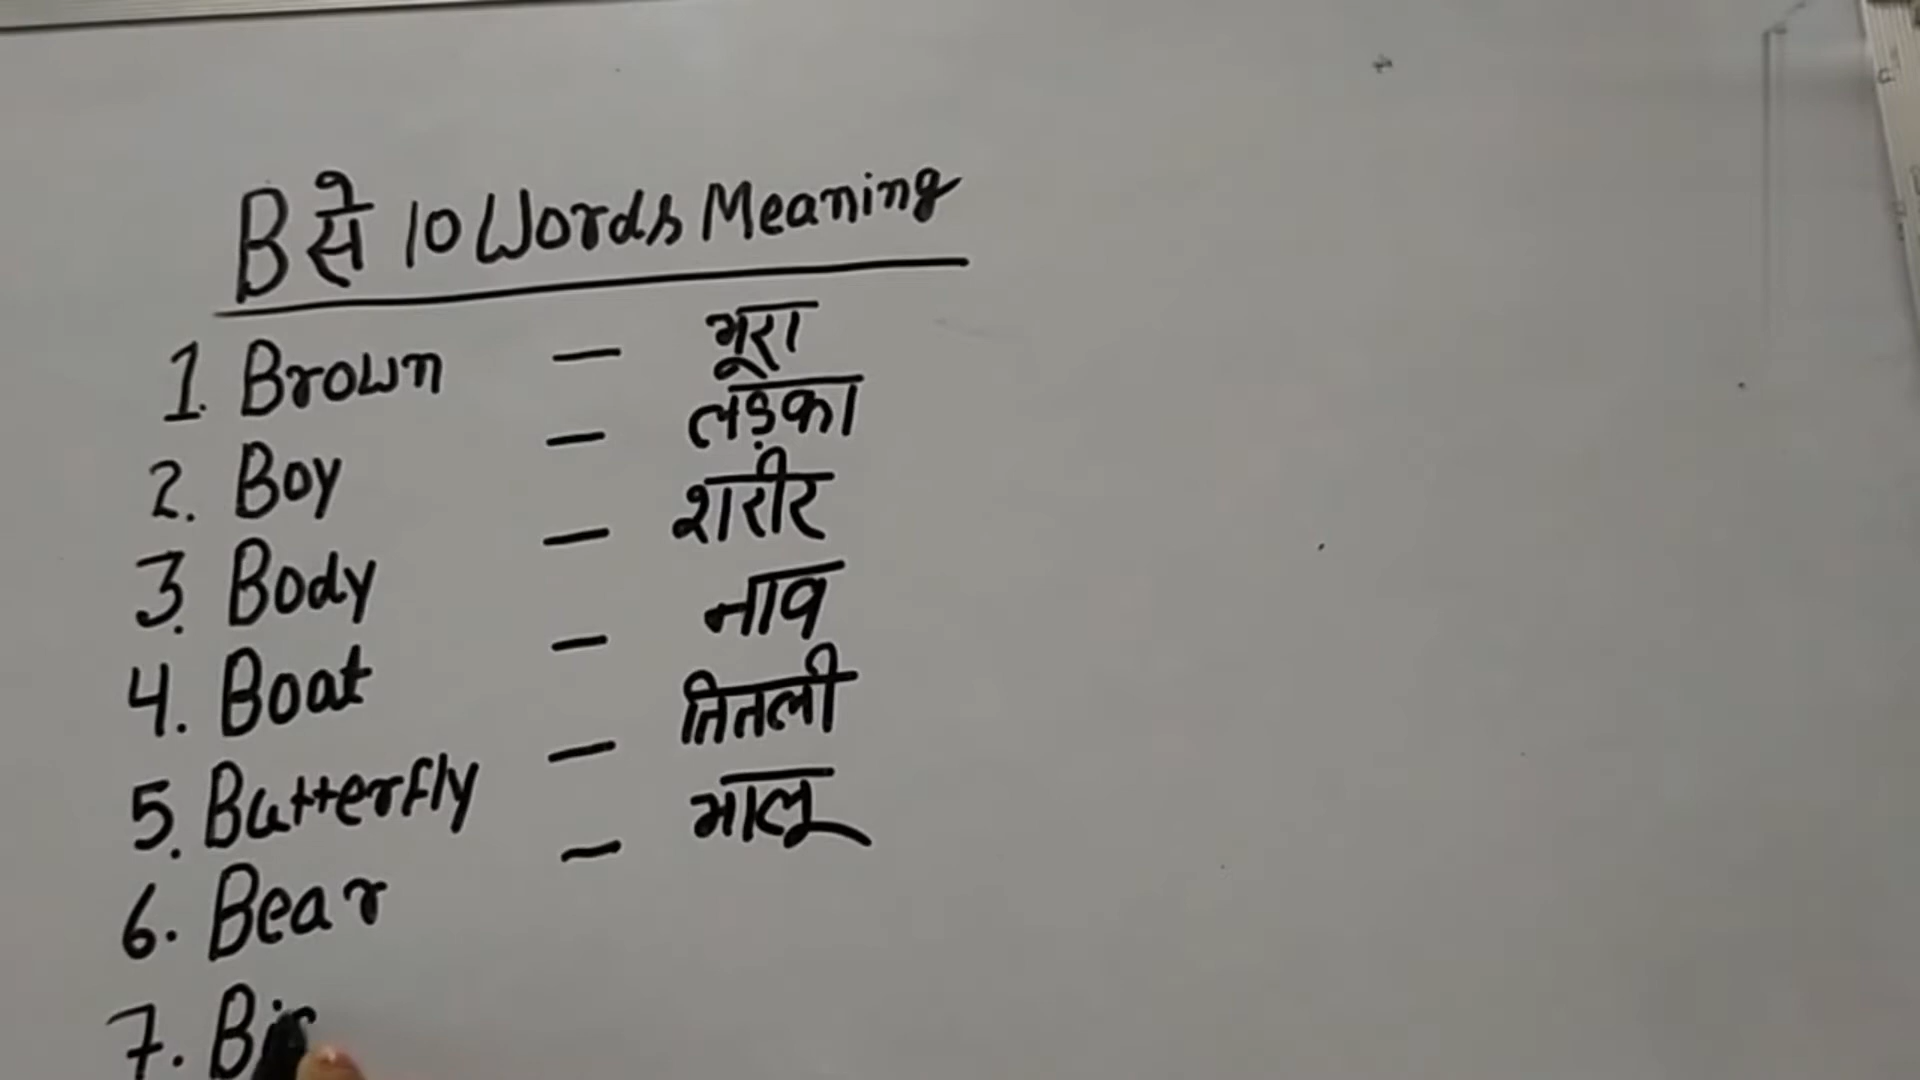 B से 10 Words Meaning
1. Brown – भूरा
2. Boy – लड़का
3. Body – शरीर
4. Boat – नाव
5. Butterfly – तितली
6. Bear – भालू
7.